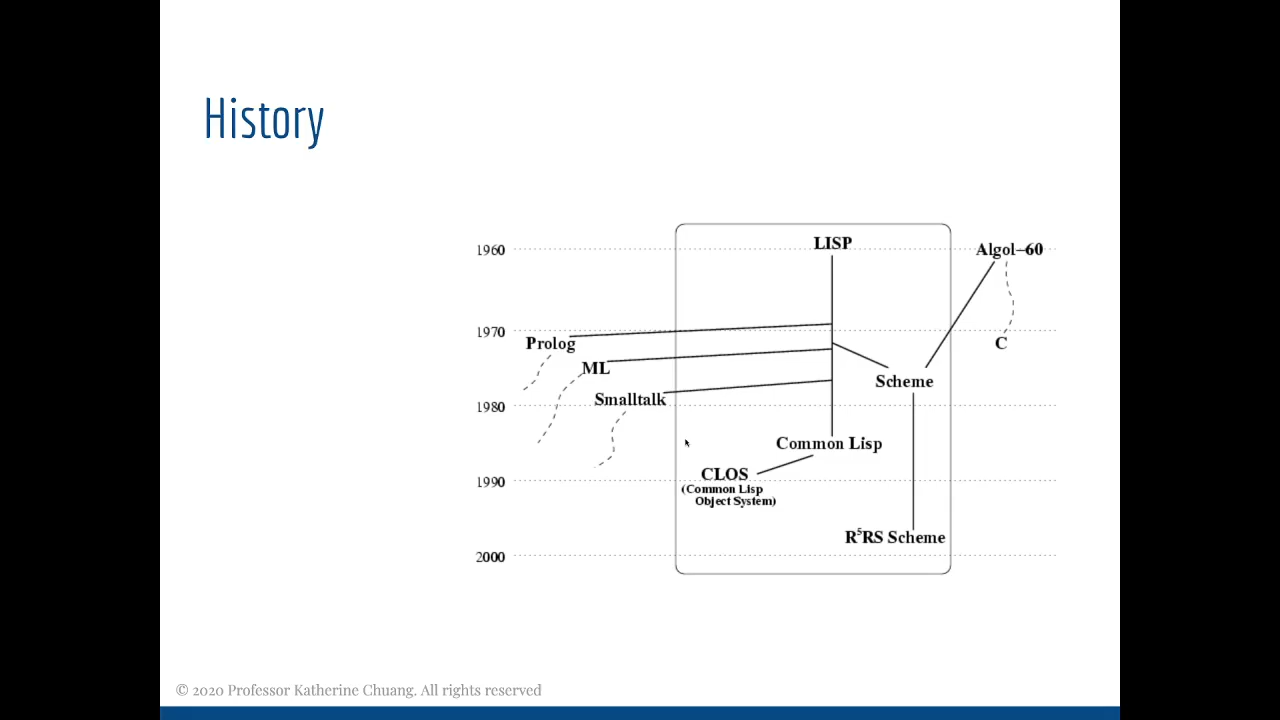 History
LISP
1960
Algol-60
1970
Prolog
C
ML
Scheme
Smalltalk
1980
Common Lisp
CLOS
(Common Lisp
Object System)
1990
R⁵RS Scheme
2000
© 2020 Professor Katherine Chuang. All rights reserved